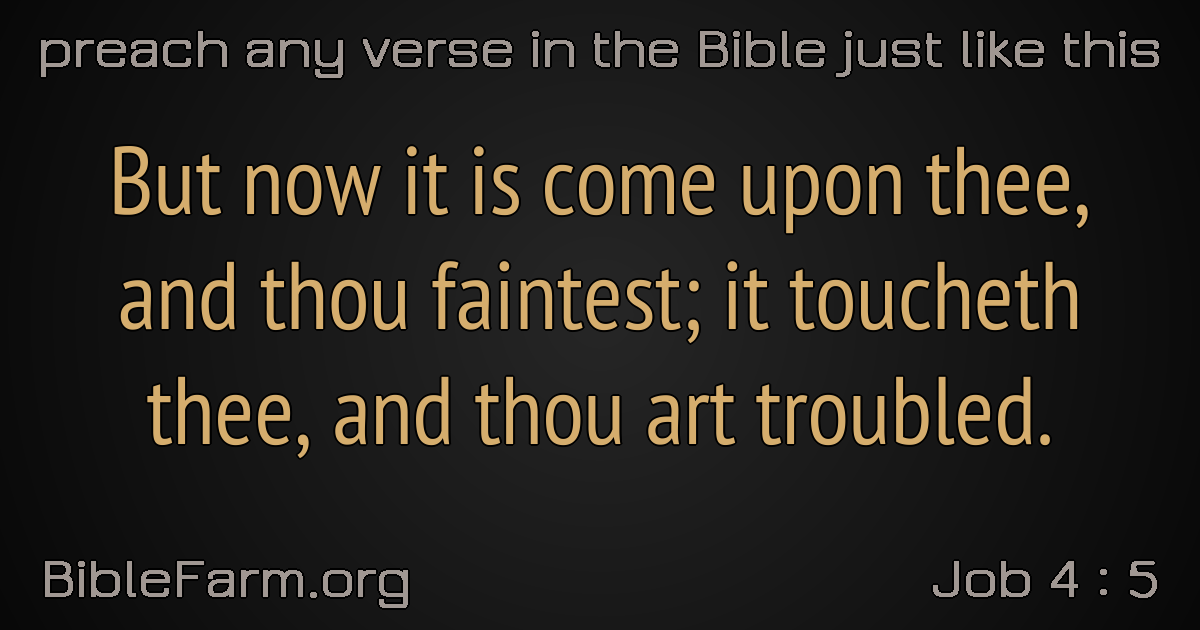 preach any verse in the Bible just like this
But now it is come upon thee,
and thou faintest; it toucheth
thee, and thou art troubled.
BibleFarm.org
Job 4 : 5